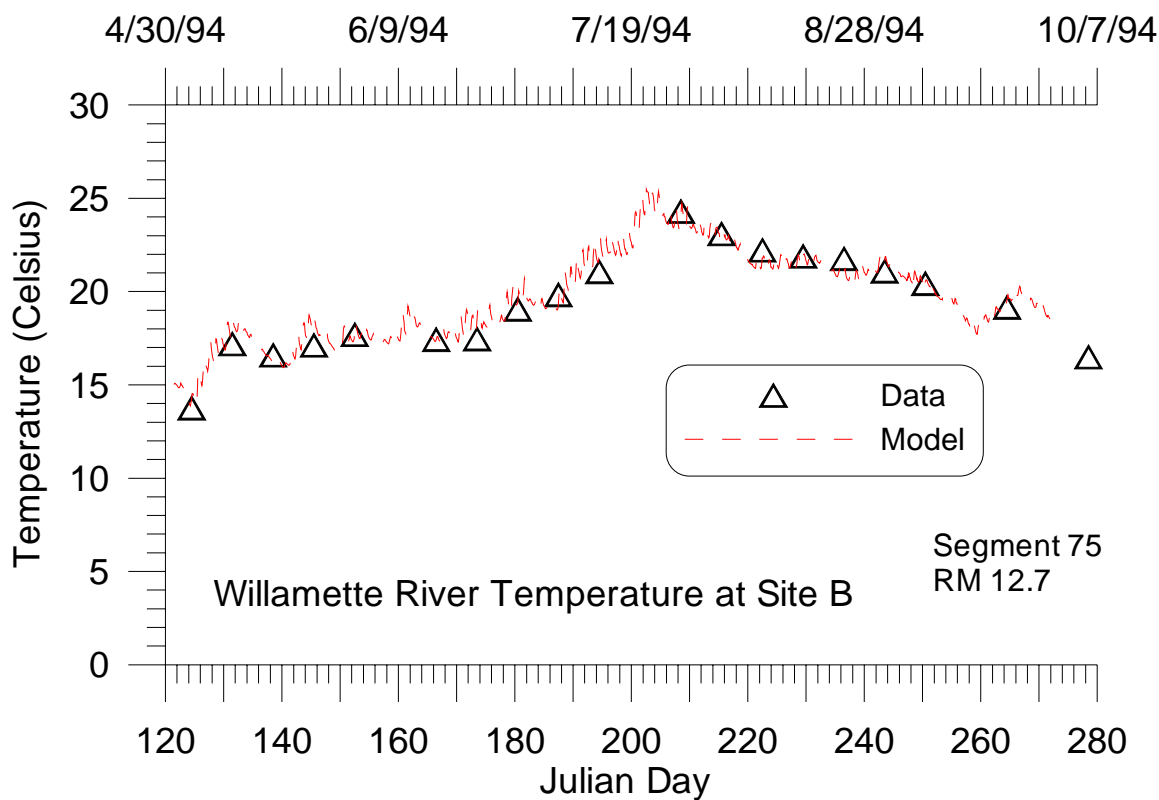 4/30/94 6/9/94 7/19/94 8/28/94 10/7/94
30
25
20
15
10
5
0
Temperature (Celsius)
Data
Model
Segment 75
RM 12.7
Willamette River Temperature at Site B
120 140 160 180 200 220 240 260 280
Julian Day